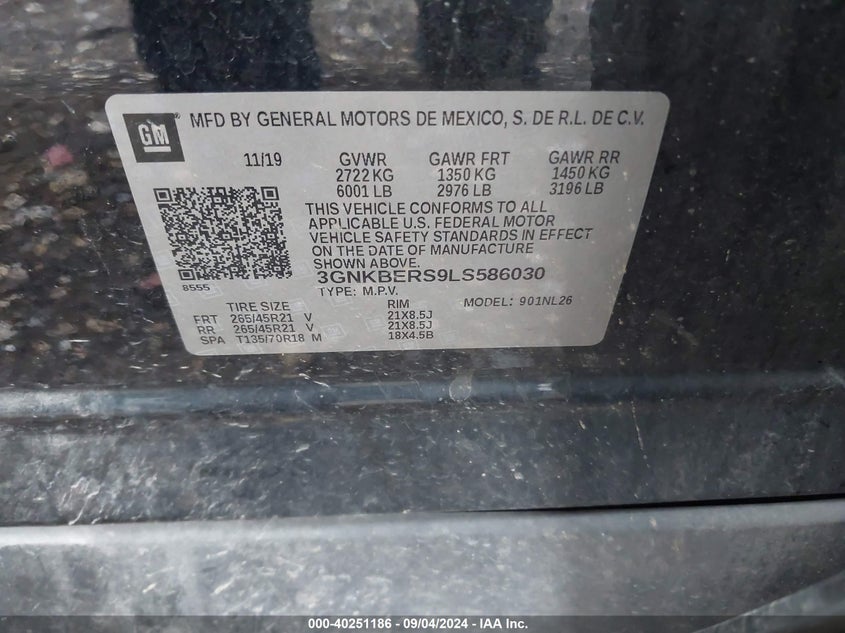 GM
MFD BY GENERAL MOTORS DE MEXICO, S. DE R.L. DE C.V.
11/19 GVWR GAWR FRT GAWR RR
2722 KG 1350 KG 1450 KG
6001 LB 2976 LB 3196 LB
THIS VEHICLE CONFORMS TO ALL
APPLICABLE U.S. FEDERAL MOTOR
VEHICLE SAFETY STANDARDS IN EFFECT
ON THE DATE OF MANUFACTURE
SHOWN ABOVE.
8555
3GNKBERS9LS586030
TYPE: M.P.V. MODEL: 901NL26
TIRE SIZE RIM
FRT 265/45R21 V 21X8.5J
RR 265/45R21 V 21X8.5J
SPA T135/70R18 M 18X4.5B
000-40251186 - 09/04/2024 - IAA Inc.